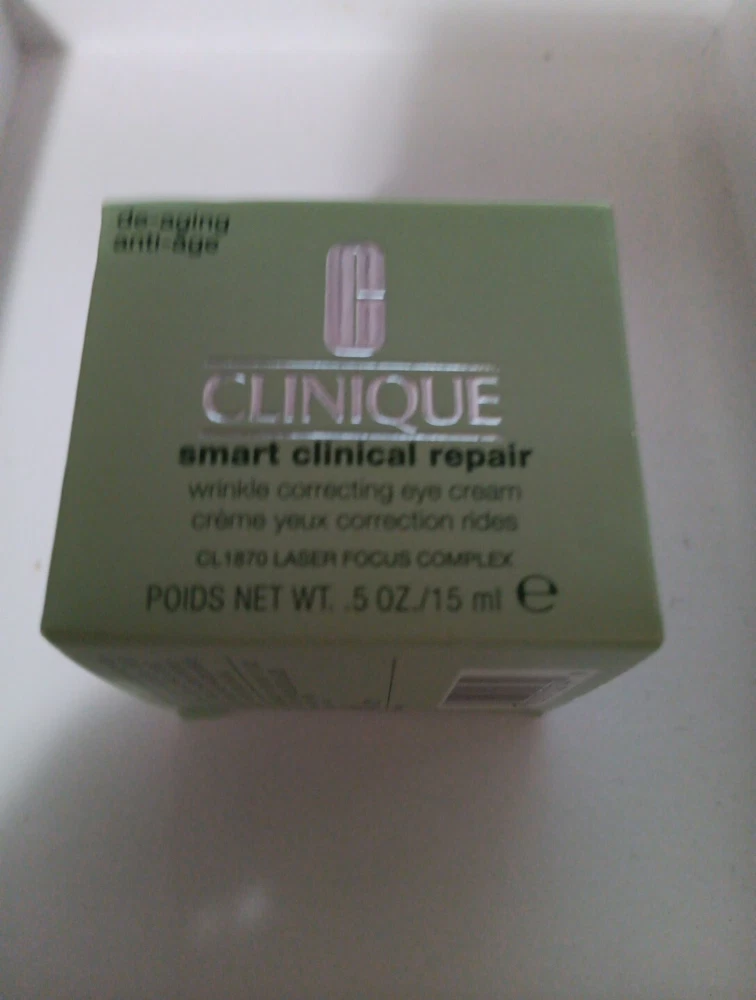 de-aging
anti-âge
CLINIQUE
smart clinical repair
wrinkle correcting eye cream
crème yeux correction rides
CL1870 LASER FOCUS COMPLEX
POIDS NET WT. .5 OZ./15 ml e